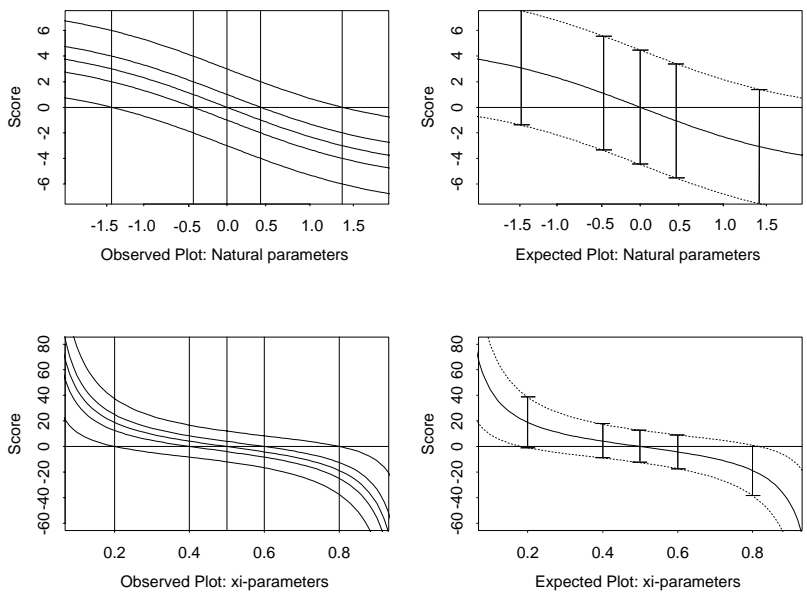 Score
6
4
2
0
-2
-4
-6
-1.5 -1.0 -0.5 0.0 0.5 1.0 1.5
Observed Plot: Natural parameters
Score
6
4
2
0
-2
-4
-6
-1.5 -1.0 -0.5 0.0 0.5 1.0 1.5
Expected Plot: Natural parameters
Score
80
60
40
20
0
-20
-40
-60
0.2 0.4 0.6 0.8
Observed Plot: xi-parameters
Score
80
60
40
20
0
-20
-40
-60
0.2 0.4 0.6 0.8
Expected Plot: xi-parameters